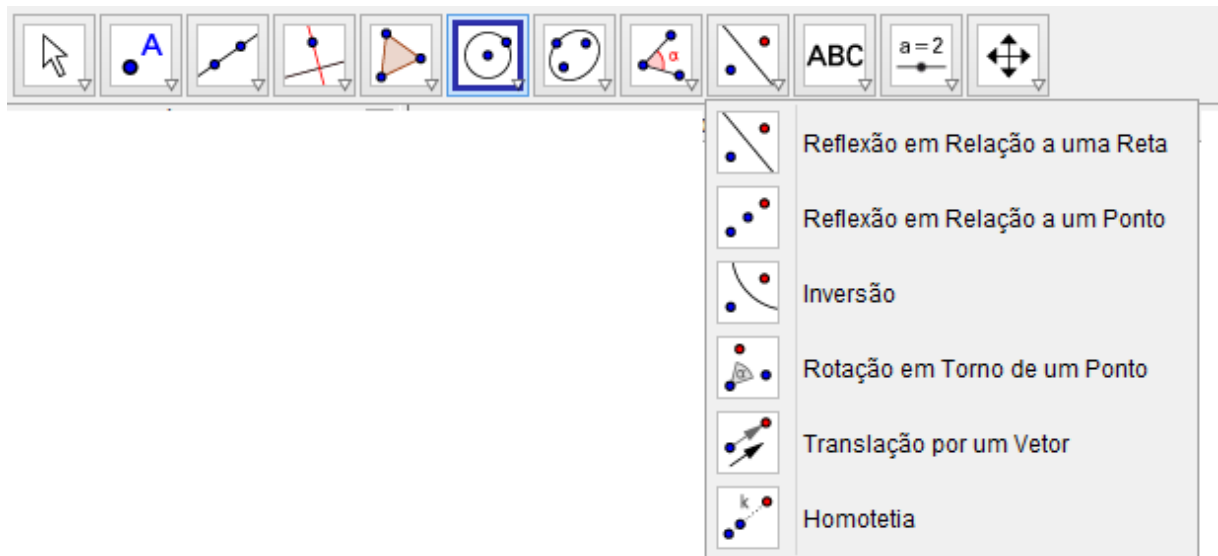 A
α
ABC
a = 2
Reflexão em Relação a uma Reta
Reflexão em Relação a um Ponto
Inversão
α
Rotação em Torno de um Ponto
Translação por um Vetor
k
Homotetia